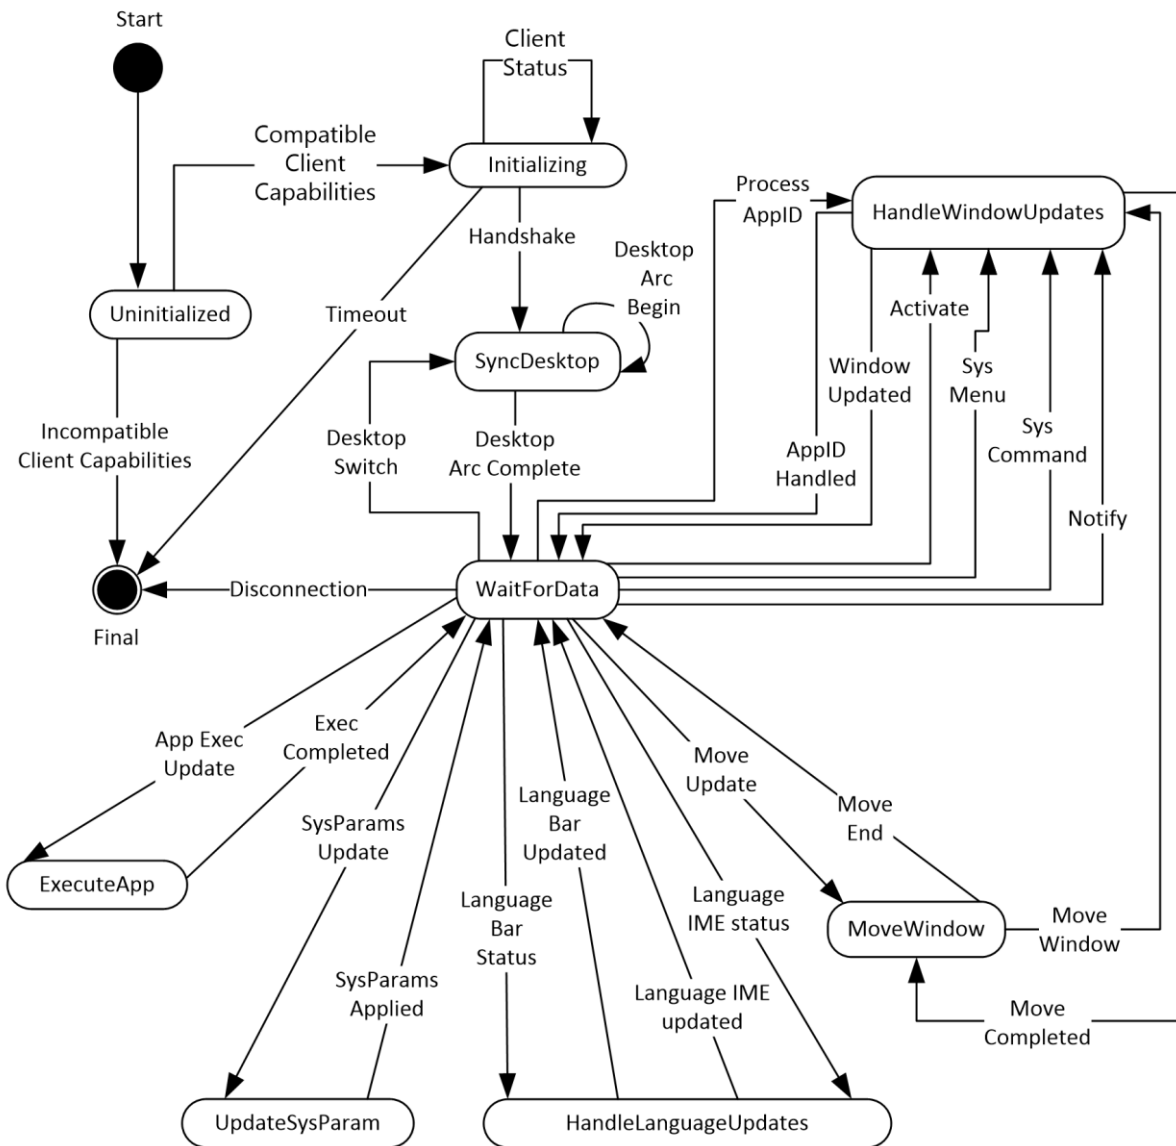 Start
Client
Status
Compatible
Client
Capabilities
Initializing
Process
AppID
HandleWindowUpdates
Handshake
Desktop
Arc
Begin
Uninitialized
Timeout
Activate
SyncDesktop
Window
Updated
Sys
Menu
Incompatible
Client Capabilities
Desktop
Switch
Desktop
Arc Complete
AppID
Handled
Sys
Command
Notify
Disconnection
WaitForData
Final
App Exec
Update
Exec
Completed
Move
Update
SysParams
Update
Language
Bar
Updated
Move
End
ExecuteApp
Language
Bar
Status
Language
IME status
MoveWindow
Move
Window
SysParams
Applied
Language IME
updated
Move
Completed
UpdateSysParam
HandleLanguageUpdates